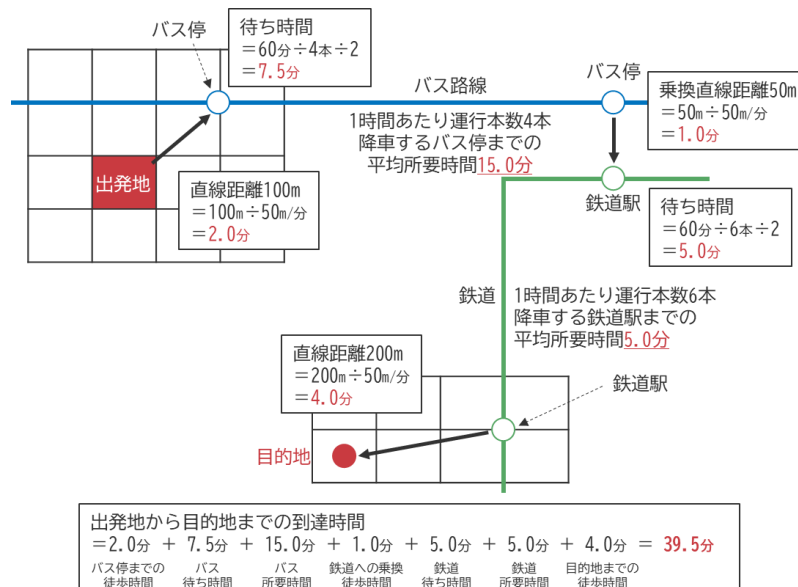 バス停
待ち時間
＝60分÷4本÷2
＝7.5分
バス路線
バス停
乗換直線距離50m
＝50m÷50m/分
＝1.0分
1時間あたり運行本数4本
降車するバス停までの
平均所要時間15.0分
出発地
直線距離100m
＝100m÷50m/分
＝2.0分
鉄道駅
待ち時間
＝60分÷6本÷2
＝5.0分
鉄道
1時間あたり運行本数6本
降車する鉄道駅までの
平均所要時間5.0分
直線距離200m
＝200m÷50m/分
＝4.0分
鉄道駅
目的地
出発地から目的地までの到達時間
＝2.0分 ＋ 7.5分 ＋ 15.0分 ＋ 1.0分 ＋ 5.0分 ＋ 5.0分 ＋ 4.0分 ＝ 39.5分
バス停までの バス バス 鉄道への乗換 鉄道 鉄道 目的地までの
徒歩時間 待ち時間 所要時間 徒歩時間 待ち時間 所要時間 徒歩時間